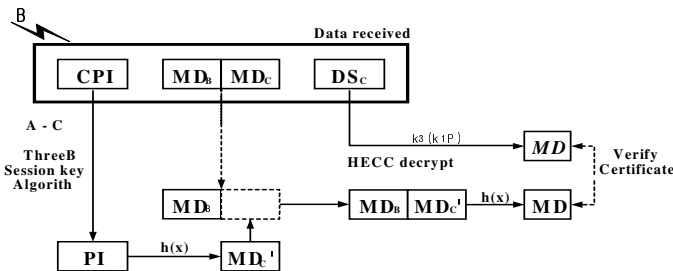 B
Data received
CPI
MDB MDC
DSC
A - C
ThreeB
Session key
Algorith
k3 (k1P)
HECC decrypt
MD
Verify
Certificate
MDB
MDB MDC'
h(x)
MD
PI
h(x)
MDC'